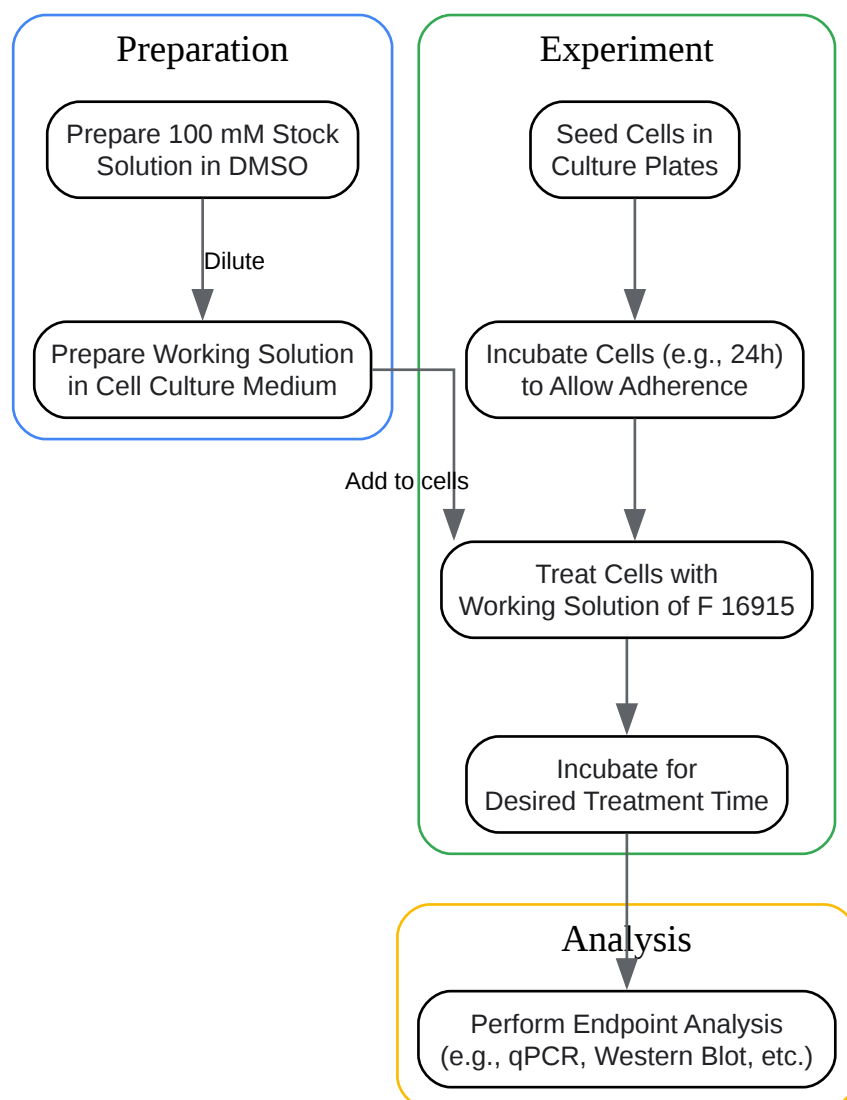 Preparation
Prepare 100 mM Stock
Solution in DMSO
Dilute
Prepare Working Solution
in Cell Culture Medium
Add to cells
Experiment
Seed Cells in
Culture Plates
Incubate Cells (e.g., 24h)
to Allow Adherence
Treat Cells with
Working Solution of F 16915
Incubate for
Desired Treatment Time
Analysis
Perform Endpoint Analysis
(e.g., qPCR, Western Blot, etc.)